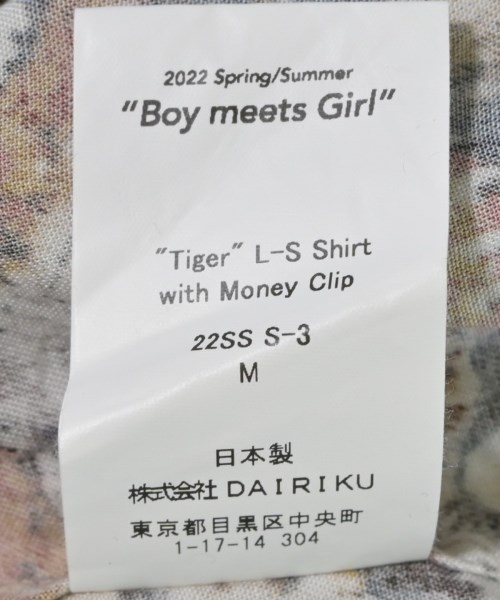 2022 Spring/Summer
"Boy meets Girl"
"Tiger" L-S Shirt
with Money Clip
22SS S-3
M
日本製
株式会社 DAIRIKU
東京都目黒区中央町
1-17-14 304